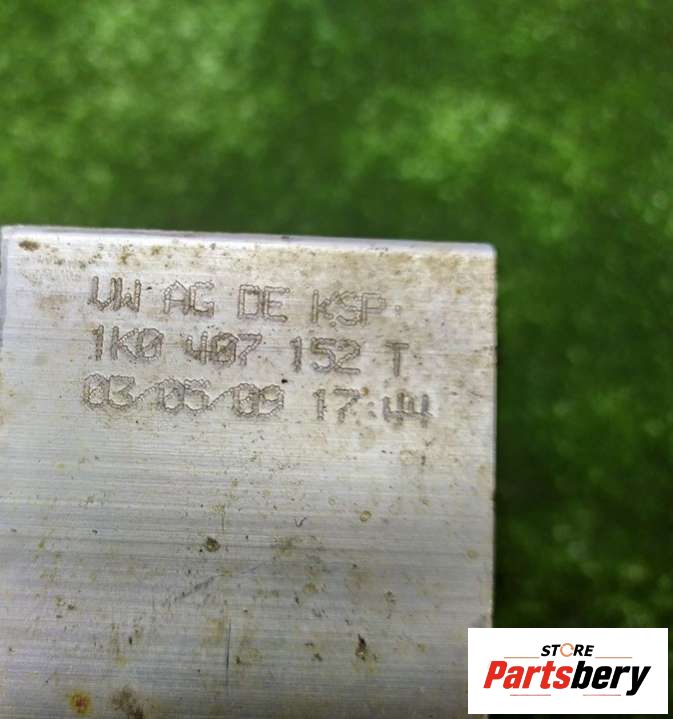 VW AG DE KSP
1K0 407 152 T
03/05/09 17:44
STORE
Partsbery